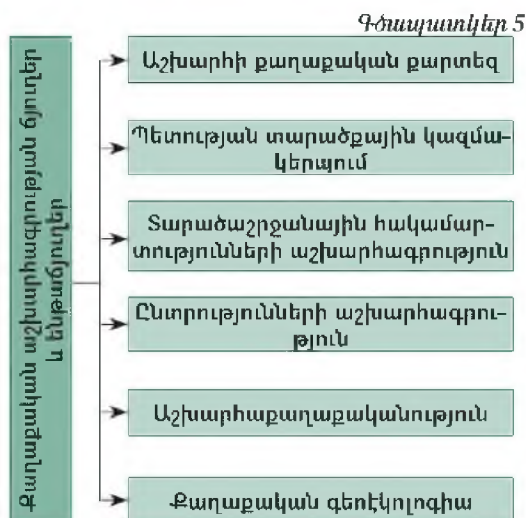 Գծապատկեր 5
Քաղաքական աշխարհագրության ճյուղեր
և ենթաճյուղեր
Աշխարհի քաղաքական քարտեզ
Պետության տարածքային կազմա-
կերպում
Տարածաշրջանային հակամար-
տությունների աշխարհագրություն
Ընտրությունների աշխարհագրու-
թյուն
Աշխարհաքաղաքականություն
Քաղաքական գեոէկոլոգիա